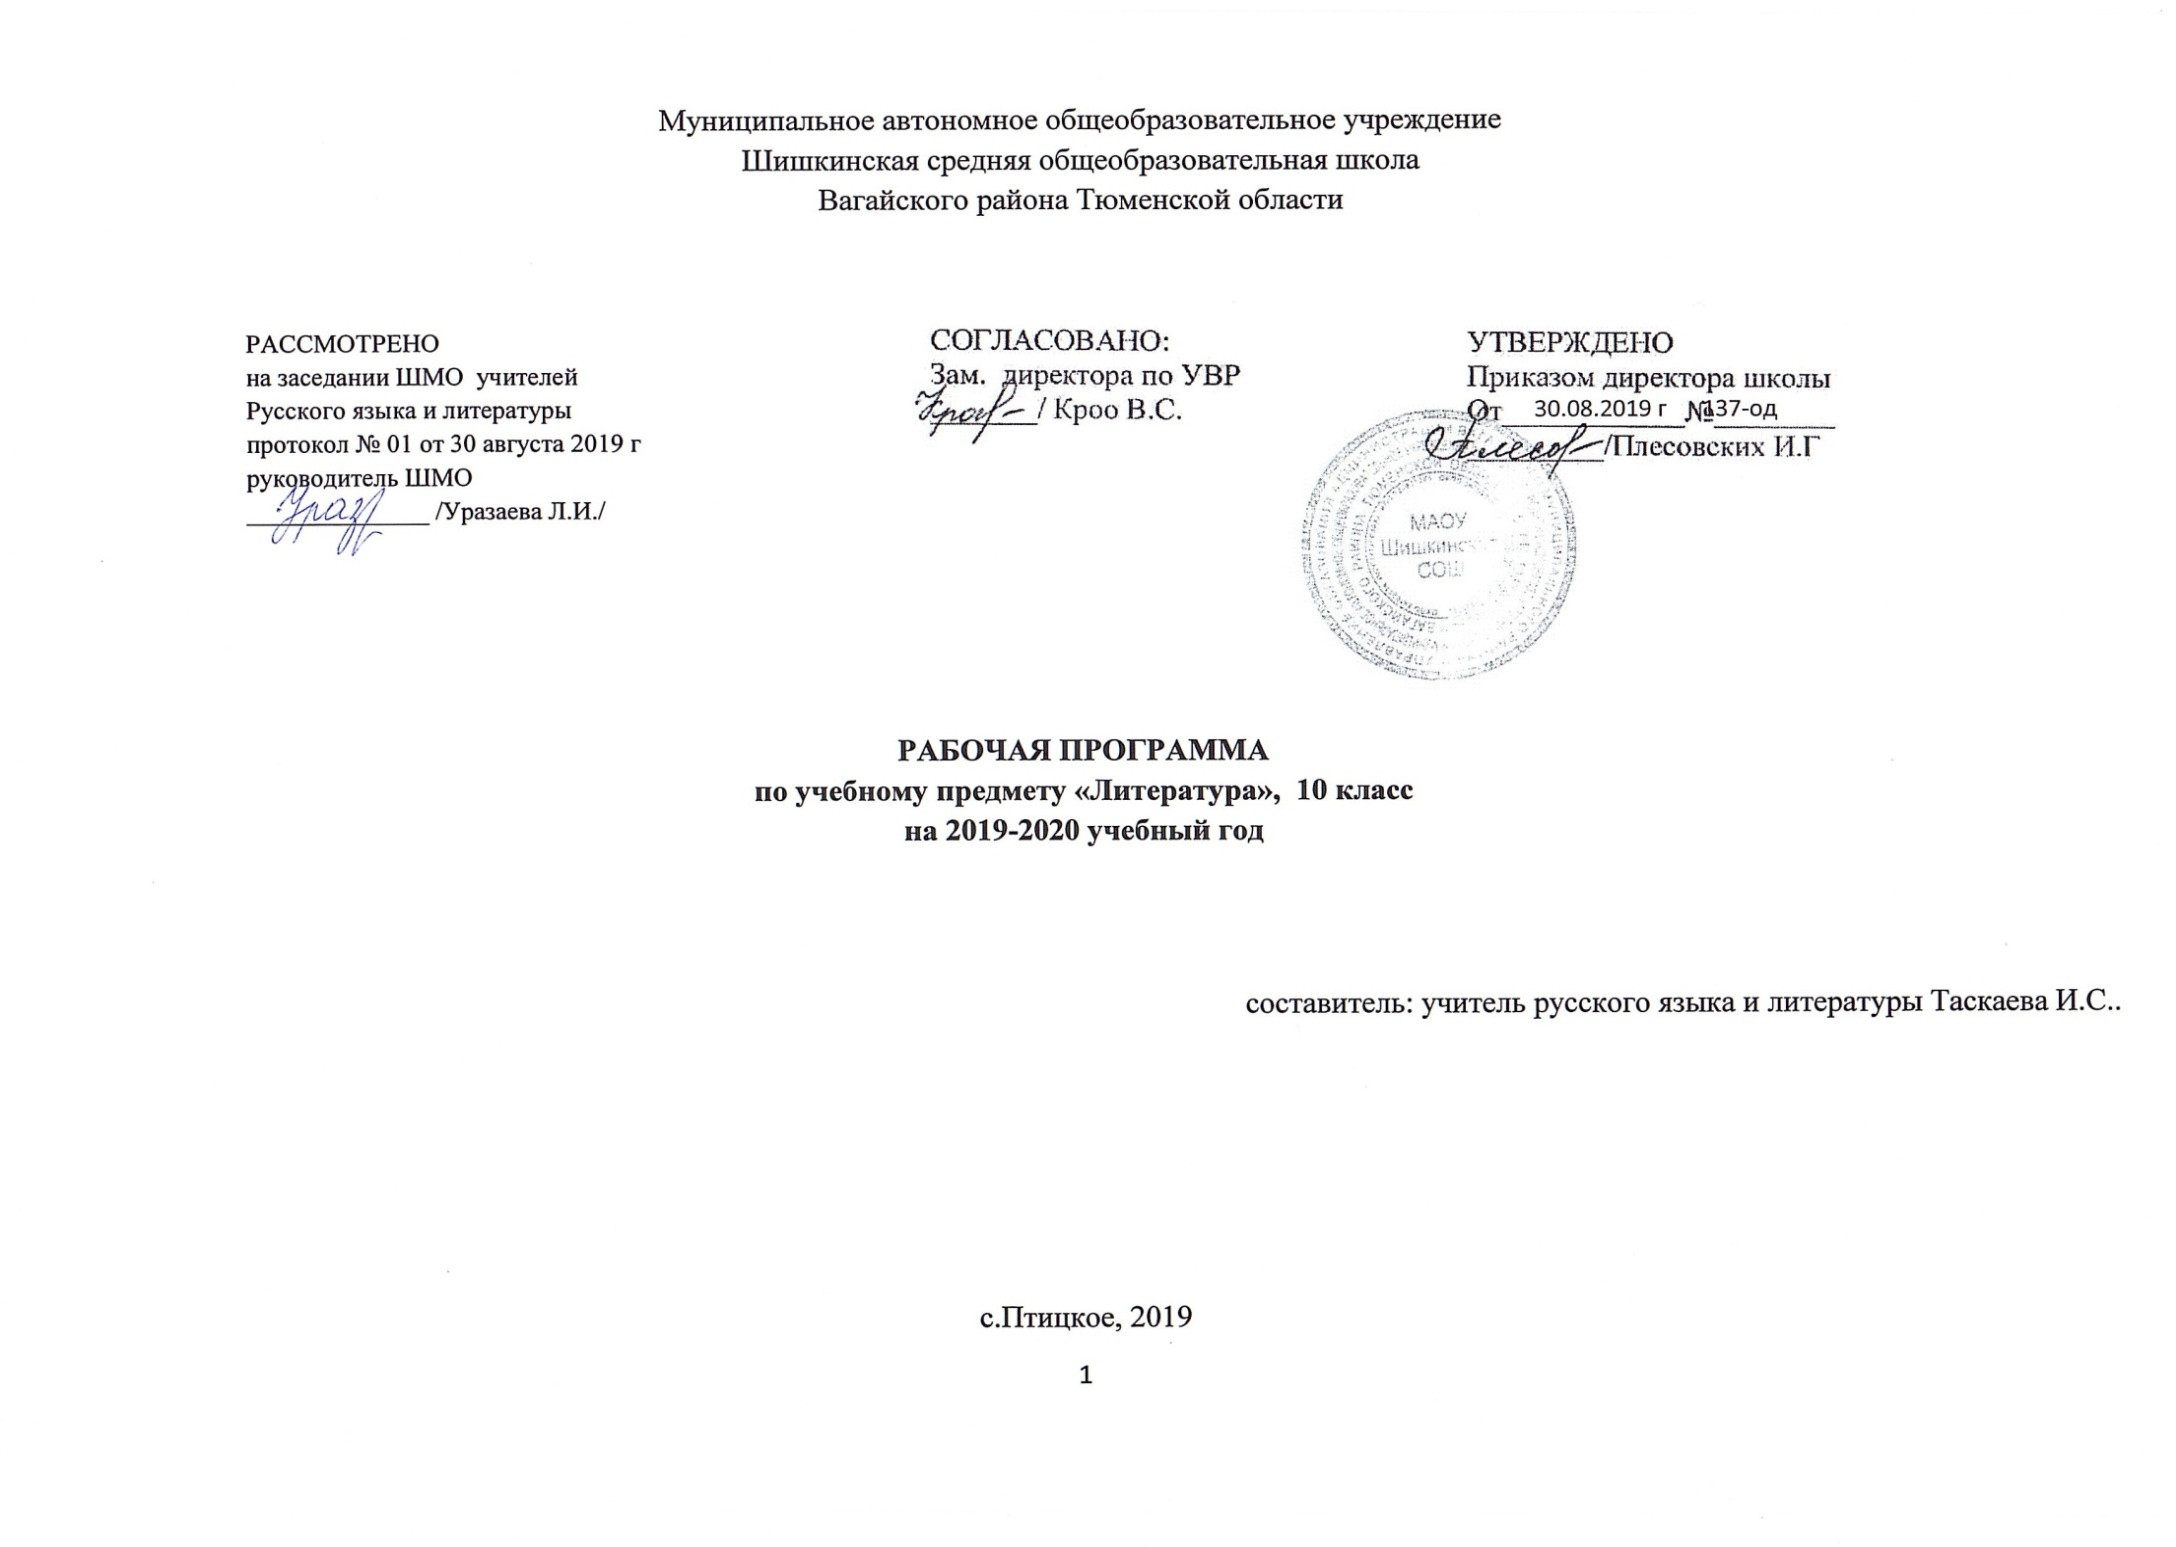 Муниципальное автономное общеобразовательное учреждение
Шишкинская средняя общеобразовательная школа
Вагайского района Тюменской области
РАССМОТРЕНО
на заседании ШМО учителей
Русского языка и литературы
протокол № 01 от 30 августа 2019 г
руководитель ШМО
/Уразаева Л.И./
СОГЛАСОВАНО:
Зам. директора по УВР
/ Кроо В.С.
УТВЕРЖДЕНО
Приказом директора школы
От 30.08.2019 г №137-од
/Плесовских И.Г
МАОУ
Шишкинская
СОШ
РАБОЧАЯ ПРОГРАММА
по учебному предмету «Литература», 10 класс
на 2019-2020 учебный год
составитель: учитель русского языка и литературы Таскаева И.С..
с.Птицкое, 2019
1